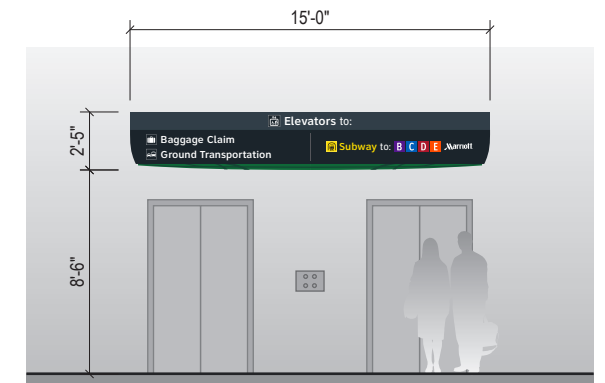 15'-0"
Elevators to:
Baggage Claim
Ground Transportation
Subway to: B C D E Marriott
2'-5"
8'-6"